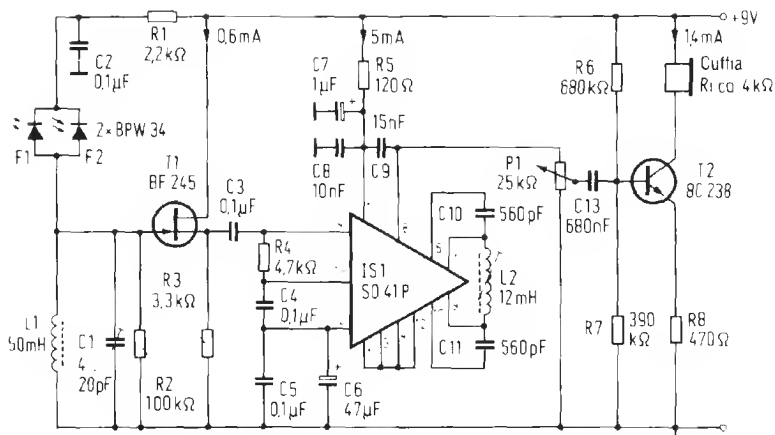 +9V
R1
2,2kΩ
0,6mA
5mA
1,4mA
C2
0,1µF
C7
1µF
+
R5
120Ω
R6
680kΩ
Cuffia
Rico 4kΩ
2×BPW 34
F1
F2
15nF
C8
10nF
C9
T1
BF 245
C3
0,1µF
P1
25kΩ
C13
680nF
T2
BC 238
C10
560pF
R4
4,7kΩ
IS1
SO 41P
L2
12mH
R3
3,3kΩ
C4
0,1µF
L1
50mH
C1
4..
20pF
R2
100kΩ
C5
0,1µF
+
C6
47µF
C11
560pF
R7
390
kΩ
R8
470Ω